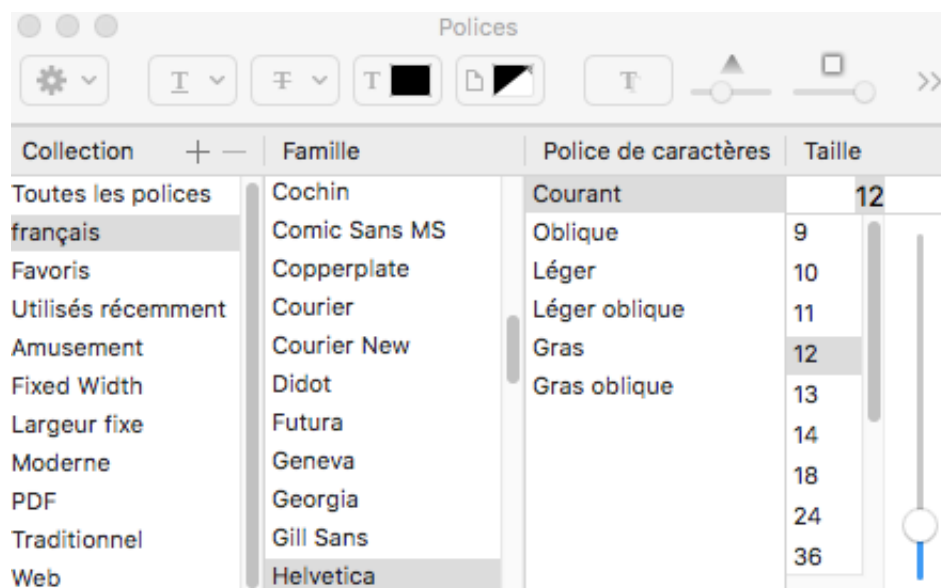 Polices
T T T T
Collection + − Famille Police de caractères Taille
Toutes les polices Cochin Courant 12
français Comic Sans MS Oblique 9
Favoris Copperplate Léger 10
Utilisés récemment Courier Léger oblique 11
Amusement Courier New Gras 12
Fixed Width Didot Gras oblique 13
Largeur fixe Futura 14
Moderne Geneva 18
PDF Georgia 24
Traditionnel Gill Sans 36
Web Helvetica